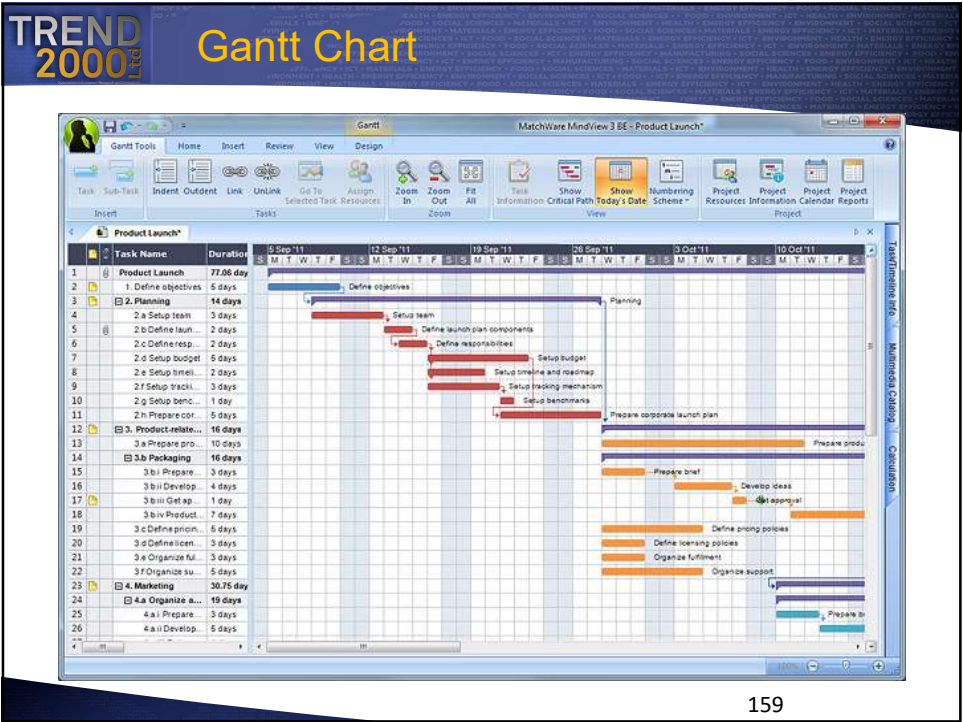 TREND
2000 Ltd
Gantt Chart
Gantt
MatchWare MindView 3 BE - Product Launch*
Gantt Tools Home Insert Review View Design
Task Sub-Task Indent Outdent Link UnLink Go To Selected Task Assign Resources Zoom In Zoom Out Fit All Task Information Show Critical Path Show Today's Date Numbering Scheme Project Resources Project Information Project Calendar Project Reports
Insert Tasks Zoom View Project
Product Launch*
Task Name Duration 5 Sep '11 12 Sep '11 19 Sep '11 26 Sep '11 3 Oct '11 10 Oct '11
S M T W T F S S M T W T F S S M T W T F S S M T W T F S S M T W T F S S M T W T F S
1 Product Launch 77.06 day
2 1. Define objectives 5 days Define objectives
3 2. Planning 14 days Planning
4 2.a Setup team 3 days Setup team
5 2.b Define laun... 2 days Define launch plan components
6 2.c Define resp... 2 days Define responsibilities
7 2.d Setup budget 5 days Setup budget
8 2.e Setup timeli... 2 days Setup timeline and roadmap
9 2.f Setup tracki... 3 days Setup tracking mechanism
10 2.g Setup benc... 1 day Setup benchmarks
11 2.h Prepare cor... 5 days Prepare corporate launch plan
12 3. Product-relate... 16 days
13 3.a Prepare pro... 10 days Prepare produ
14 3.b Packaging 16 days
15 3.b.i Prepare... 3 days Prepare brief
16 3.b.ii Develop... 4 days Develop ideas
17 3.b.iii Get ap... 1 day Get approval
18 3.b.iv Product... 7 days
19 3.c Define pricin... 5 days Define pricing policies
20 3.d Define licen... 3 days Define licensing policies
21 3.e Organize ful... 3 days Organize fulfilment
22 3.f Organize su... 5 days Organize support
23 4. Marketing 30.75 day
24 4.a Organize a... 19 days
25 4.a.i Prepare... 3 days Prepare br
26 4.a.ii Develop... 5 days
Task/Timeline Info
Multimedia Catalog
Calculation
100%
159